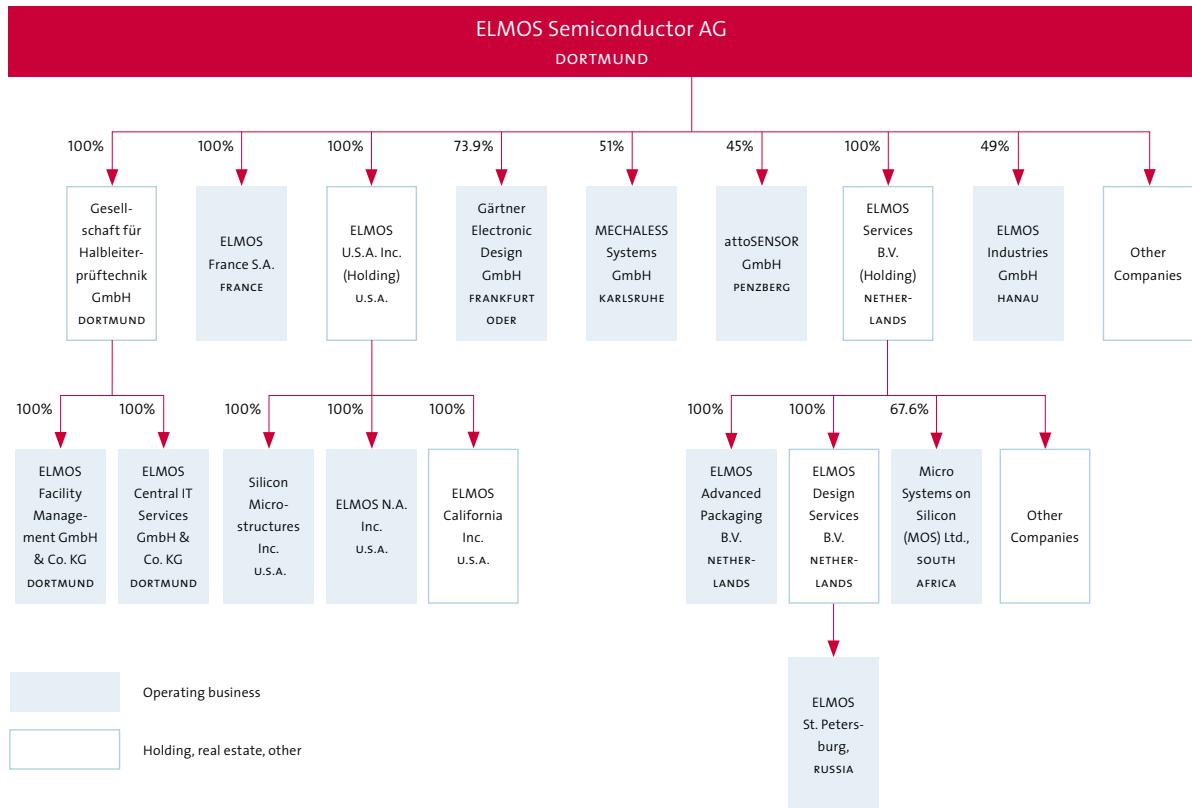 ELMOS Semiconductor AG
DORTMUND
100%
100%
100%
73.9%
51%
45%
100%
49%
Gesell-
schaft für
Halbleiter-
prüftechnik
GmbH
DORTMUND
ELMOS
France S.A.
FRANCE
ELMOS
U.S.A. Inc.
(Holding)
U.S.A.
Gärtner
Electronic
Design
GmbH
FRANKFURT
ODER
MECHALESS
Systems
GmbH
KARLSRUHE
attoSENSOR
GmbH
PENZBERG
ELMOS
Services
B.V.
(Holding)
NETHER-
LANDS
ELMOS
Industries
GmbH
HANAU
Other
Companies
100%
100%
100%
100%
100%
100%
100%
67.6%
ELMOS
Facility
Manage-
ment GmbH
& Co. KG
DORTMUND
ELMOS
Central IT
Services
GmbH &
Co. KG
DORTMUND
Silicon
Micro-
structures
Inc.
U.S.A.
ELMOS N.A.
Inc.
U.S.A.
ELMOS
California
Inc.
U.S.A.
ELMOS
Advanced
Packaging
B.V.
NETHER-
LANDS
ELMOS
Design
Services
B.V.
NETHER-
LANDS
Micro
Systems on
Silicon
(MOS) Ltd.,
SOUTH
AFRICA
Other
Companies
ELMOS
St. Peters-
burg,
RUSSIA
Operating business
Holding, real estate, other